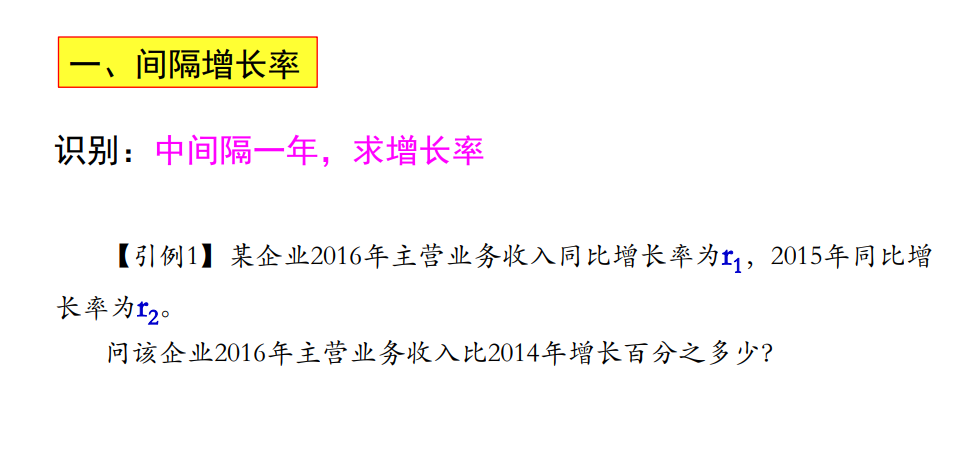 一、间隔增长率
识别：中间隔一年，求增长率
【引例1】某企业2016年主营业务收入同比增长率为r₁，2015年同比增
长率为r₂。
问该企业2016年主营业务收入比2014年增长百分之多少？